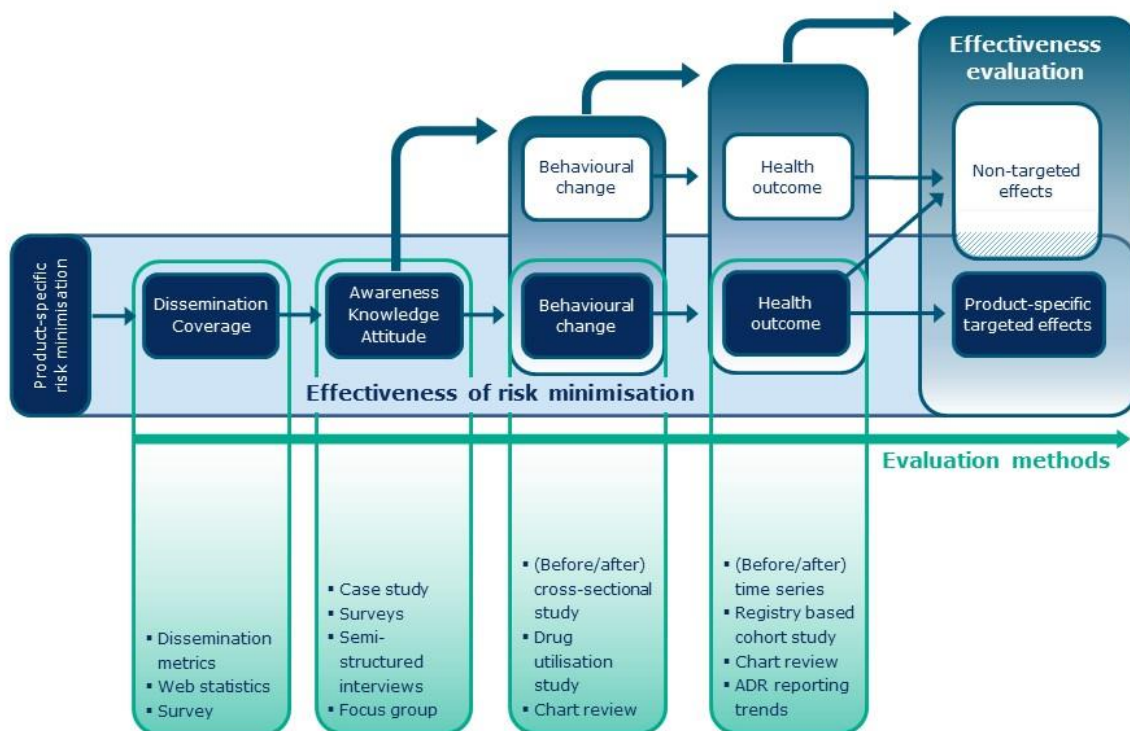 Effectiveness
evaluation
Behavioural
change
Health
outcome
Non-targeted
effects
Product-specific
risk minimisation
Dissemination
Coverage
Awareness
Knowledge
Attitude
Behavioural
change
Health
outcome
Product-specific
targeted effects
Effectiveness of risk minimisation
Evaluation methods
▪ Dissemination
metrics
▪ Web statistics
▪ Survey
▪ Case study
▪ Surveys
▪ Semi-
structured
interviews
▪ Focus group
▪ (Before/after)
cross-sectional
study
▪ Drug
utilisation
study
▪ Chart review
▪ (Before/after)
time series
▪ Registry based
cohort study
▪ Chart review
▪ ADR reporting
trends